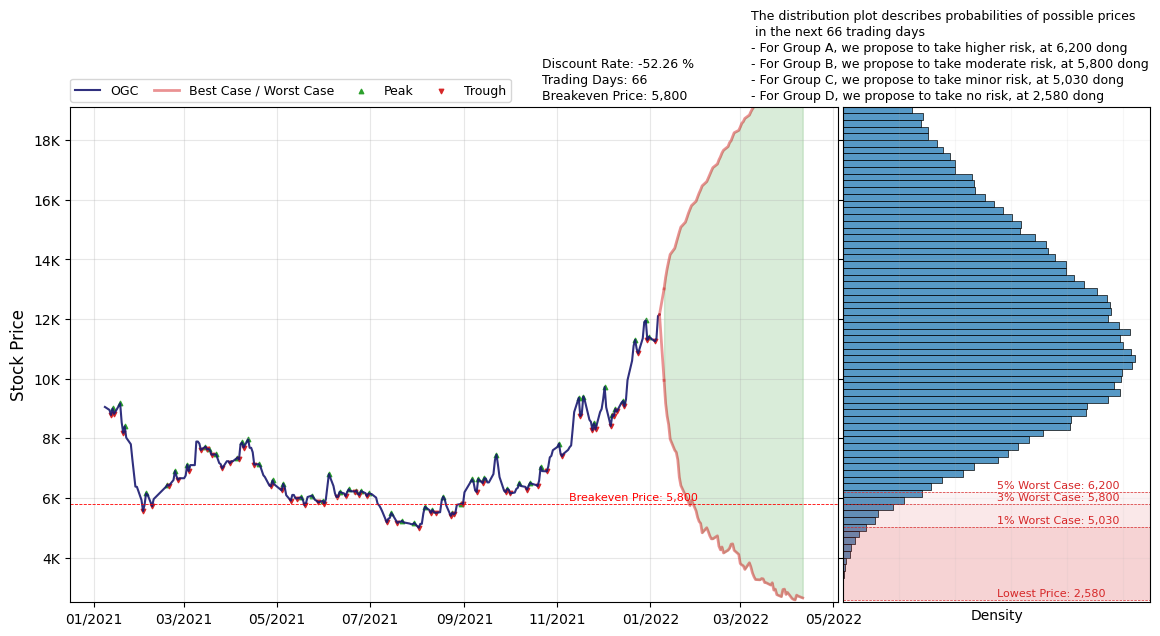 The distribution plot describes probabilities of possible prices
in the next 66 trading days
- For Group A, we propose to take higher risk, at 6,200 dong
- For Group B, we propose to take moderate risk, at 5,800 dong
- For Group C, we propose to take minor risk, at 5,030 dong
- For Group D, we propose to take no risk, at 2,580 dong
Discount Rate: -52.26 %
Trading Days: 66
Breakeven Price: 5,800
OGC Best Case / Worst Case Peak Trough
Stock Price
18K
16K
14K
12K
10K
8K
6K
4K
Breakeven Price: 5,800
5% Worst Case: 6,200
3% Worst Case: 5,800
1% Worst Case: 5,030
Lowest Price: 2,580
01/2021 03/2021 05/2021 07/2021 09/2021 11/2021 01/2022 03/2022 05/2022
Density